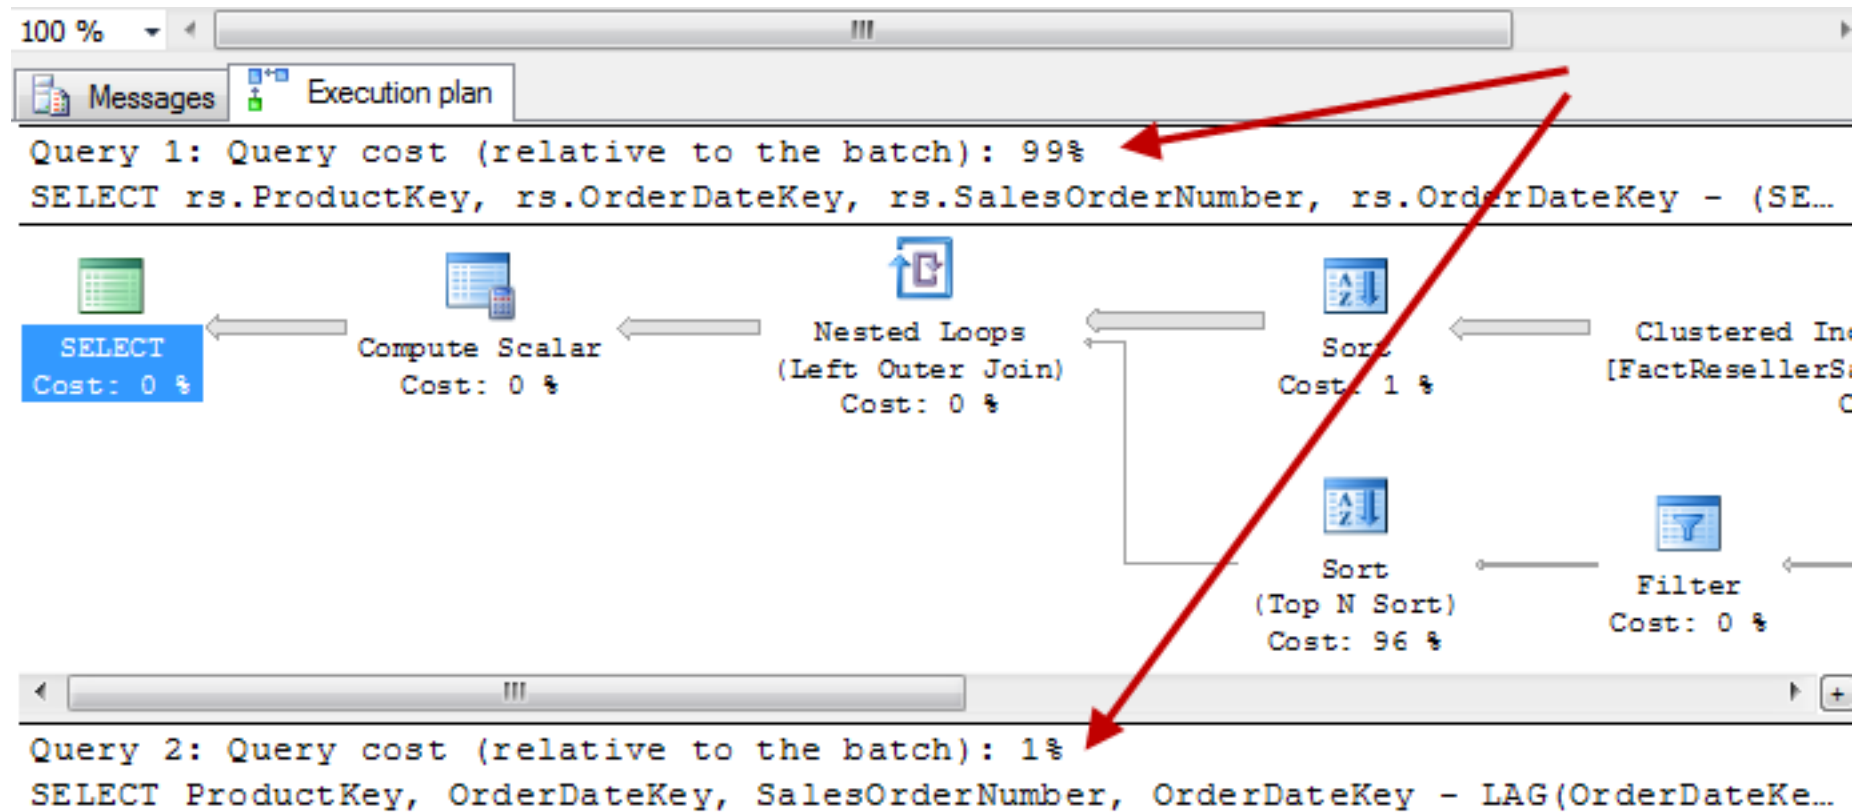 100 %
Messages
Execution plan
Query 1: Query cost (relative to the batch): 99%
SELECT rs.ProductKey, rs.OrderDateKey, rs.SalesOrderNumber, rs.OrderDateKey - (SE…
SELECT
Cost: 0 %
Compute Scalar
Cost: 0 %
Nested Loops
(Left Outer Join)
Cost: 0 %
Sort
Cost: 1 %
Clustered Ind
[FactResellerSa
C
Sort
(Top N Sort)
Cost: 96 %
Filter
Cost: 0 %
Query 2: Query cost (relative to the batch): 1%
SELECT ProductKey, OrderDateKey, SalesOrderNumber, OrderDateKey - LAG(OrderDateKe…